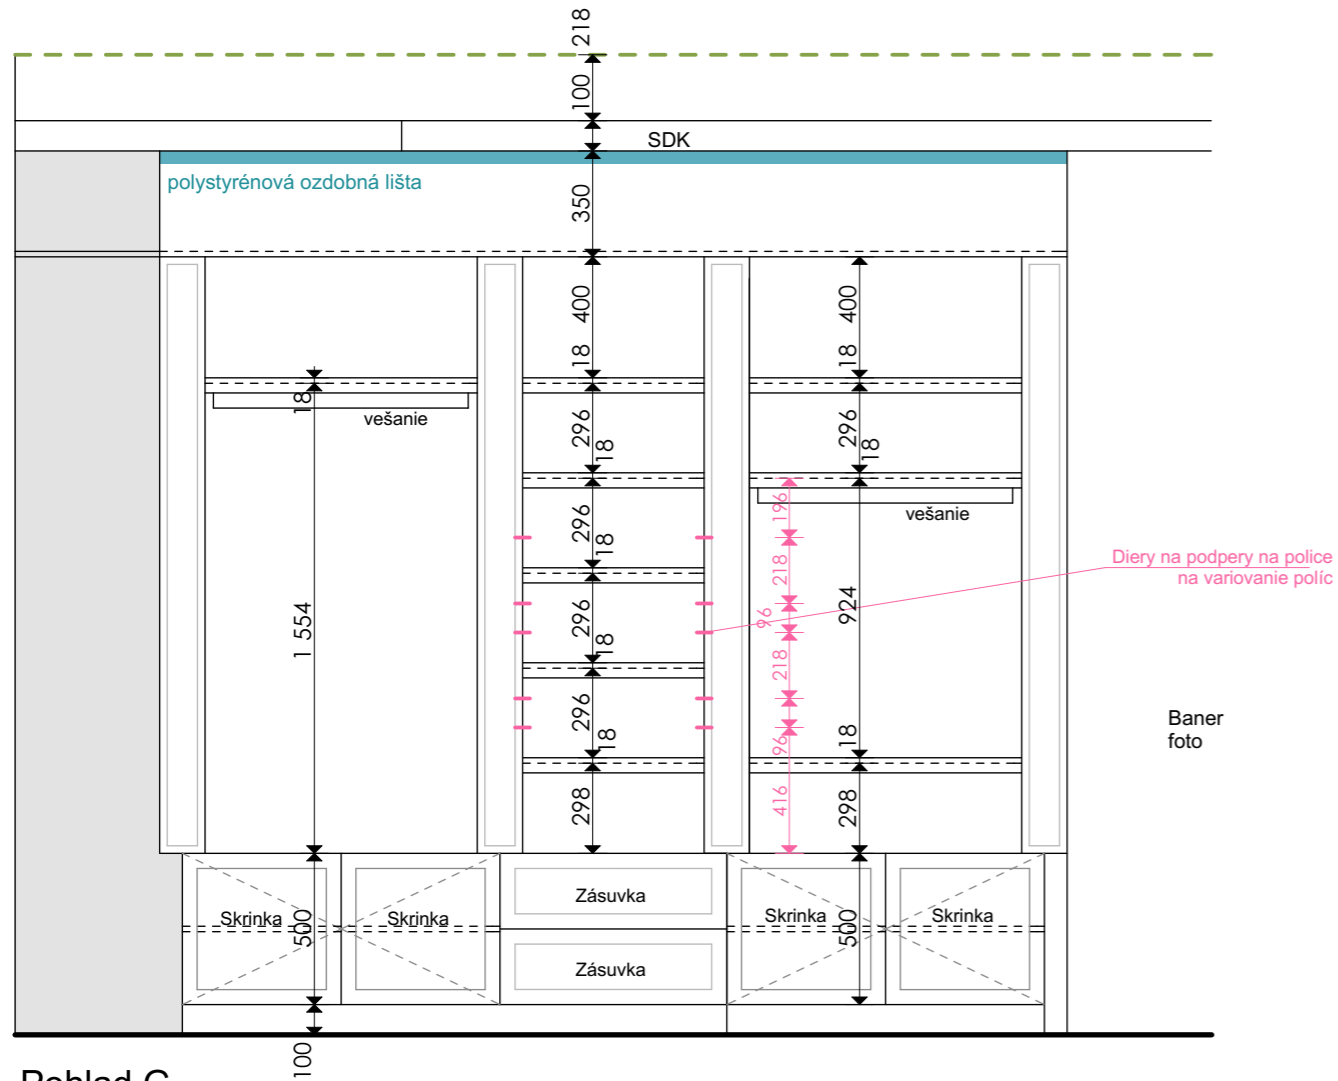 218
100
SDK
polystyrénová ozdobná lišta
350
400
400
18
18
18
vešanie
296
18
296
18
vešanie
196
296
18
218
Diery na podpery na police
na variovanie políc
1 554
296
18
96
924
218
296
18
96
18
Baner
foto
298
416
298
Skrinka
Skrinka
Zásuvka
Skrinka
Skrinka
500
500
Zásuvka
100